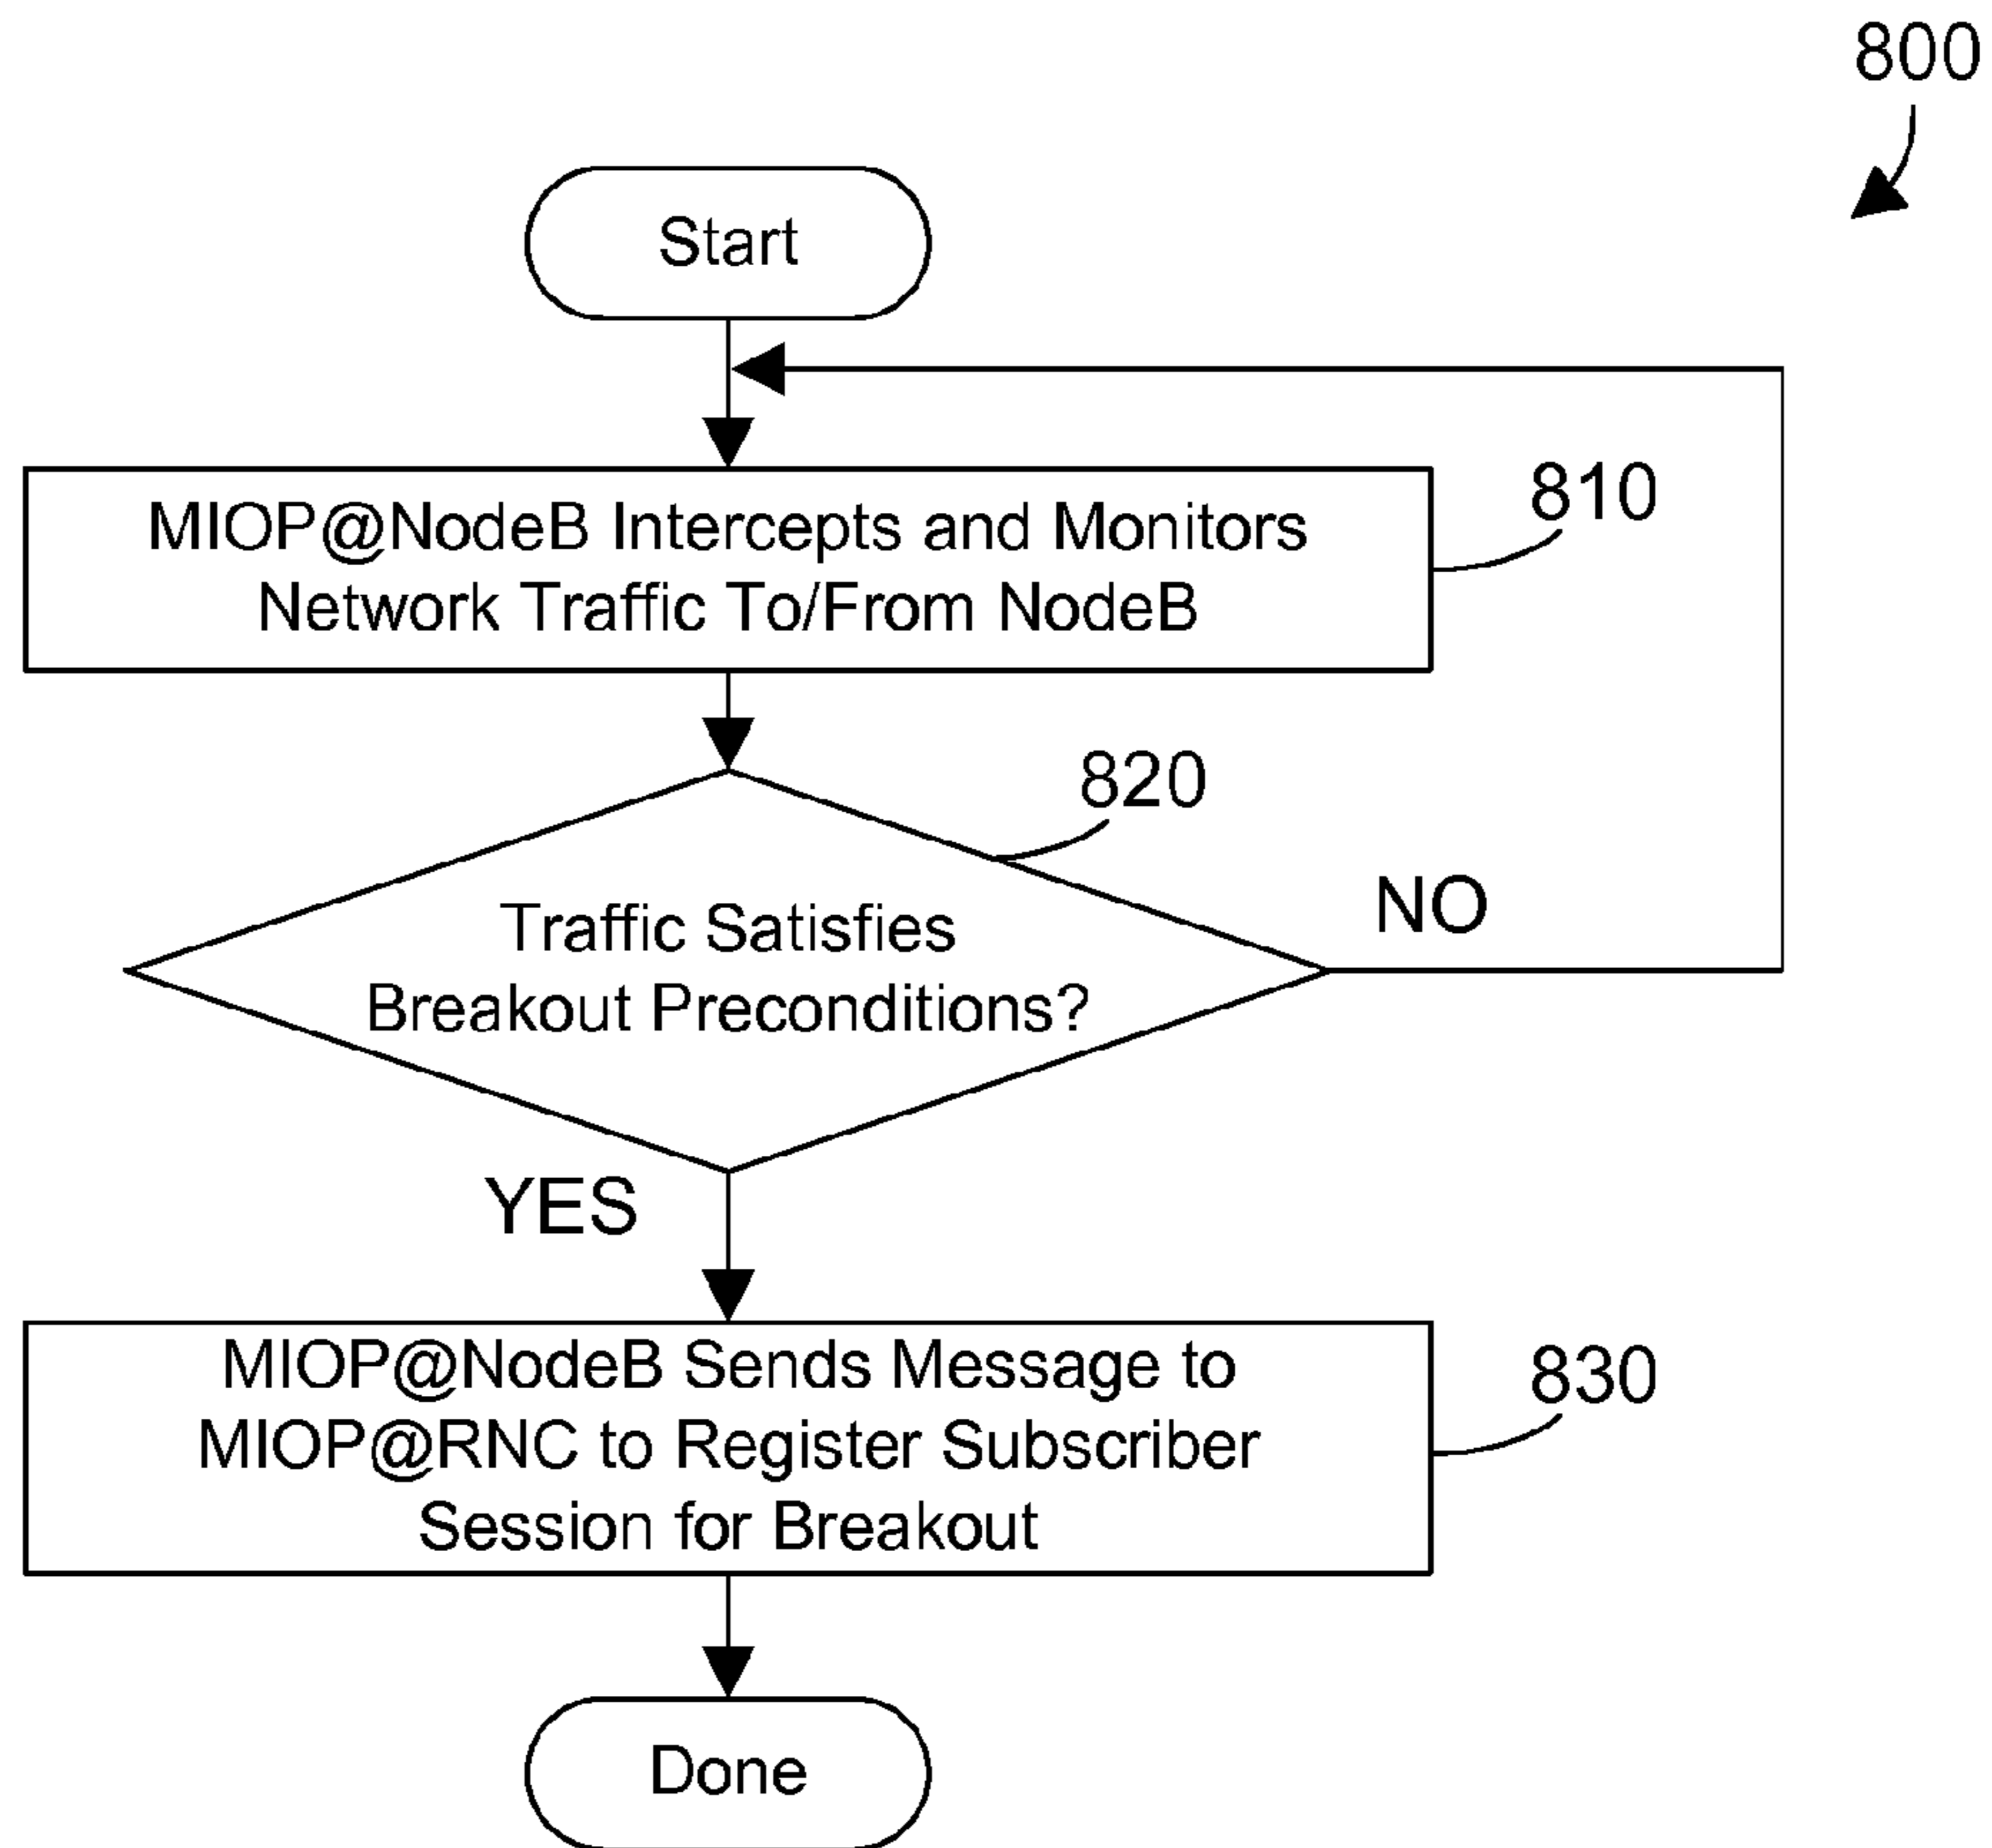 800
Start
MIOP@NodeB Intercepts and Monitors
Network Traffic To/From NodeB
810
820
Traffic Satisfies
Breakout Preconditions?
NO
YES
MIOP@NodeB Sends Message to
MIOP@RNC to Register Subscriber
Session for Breakout
830
Done